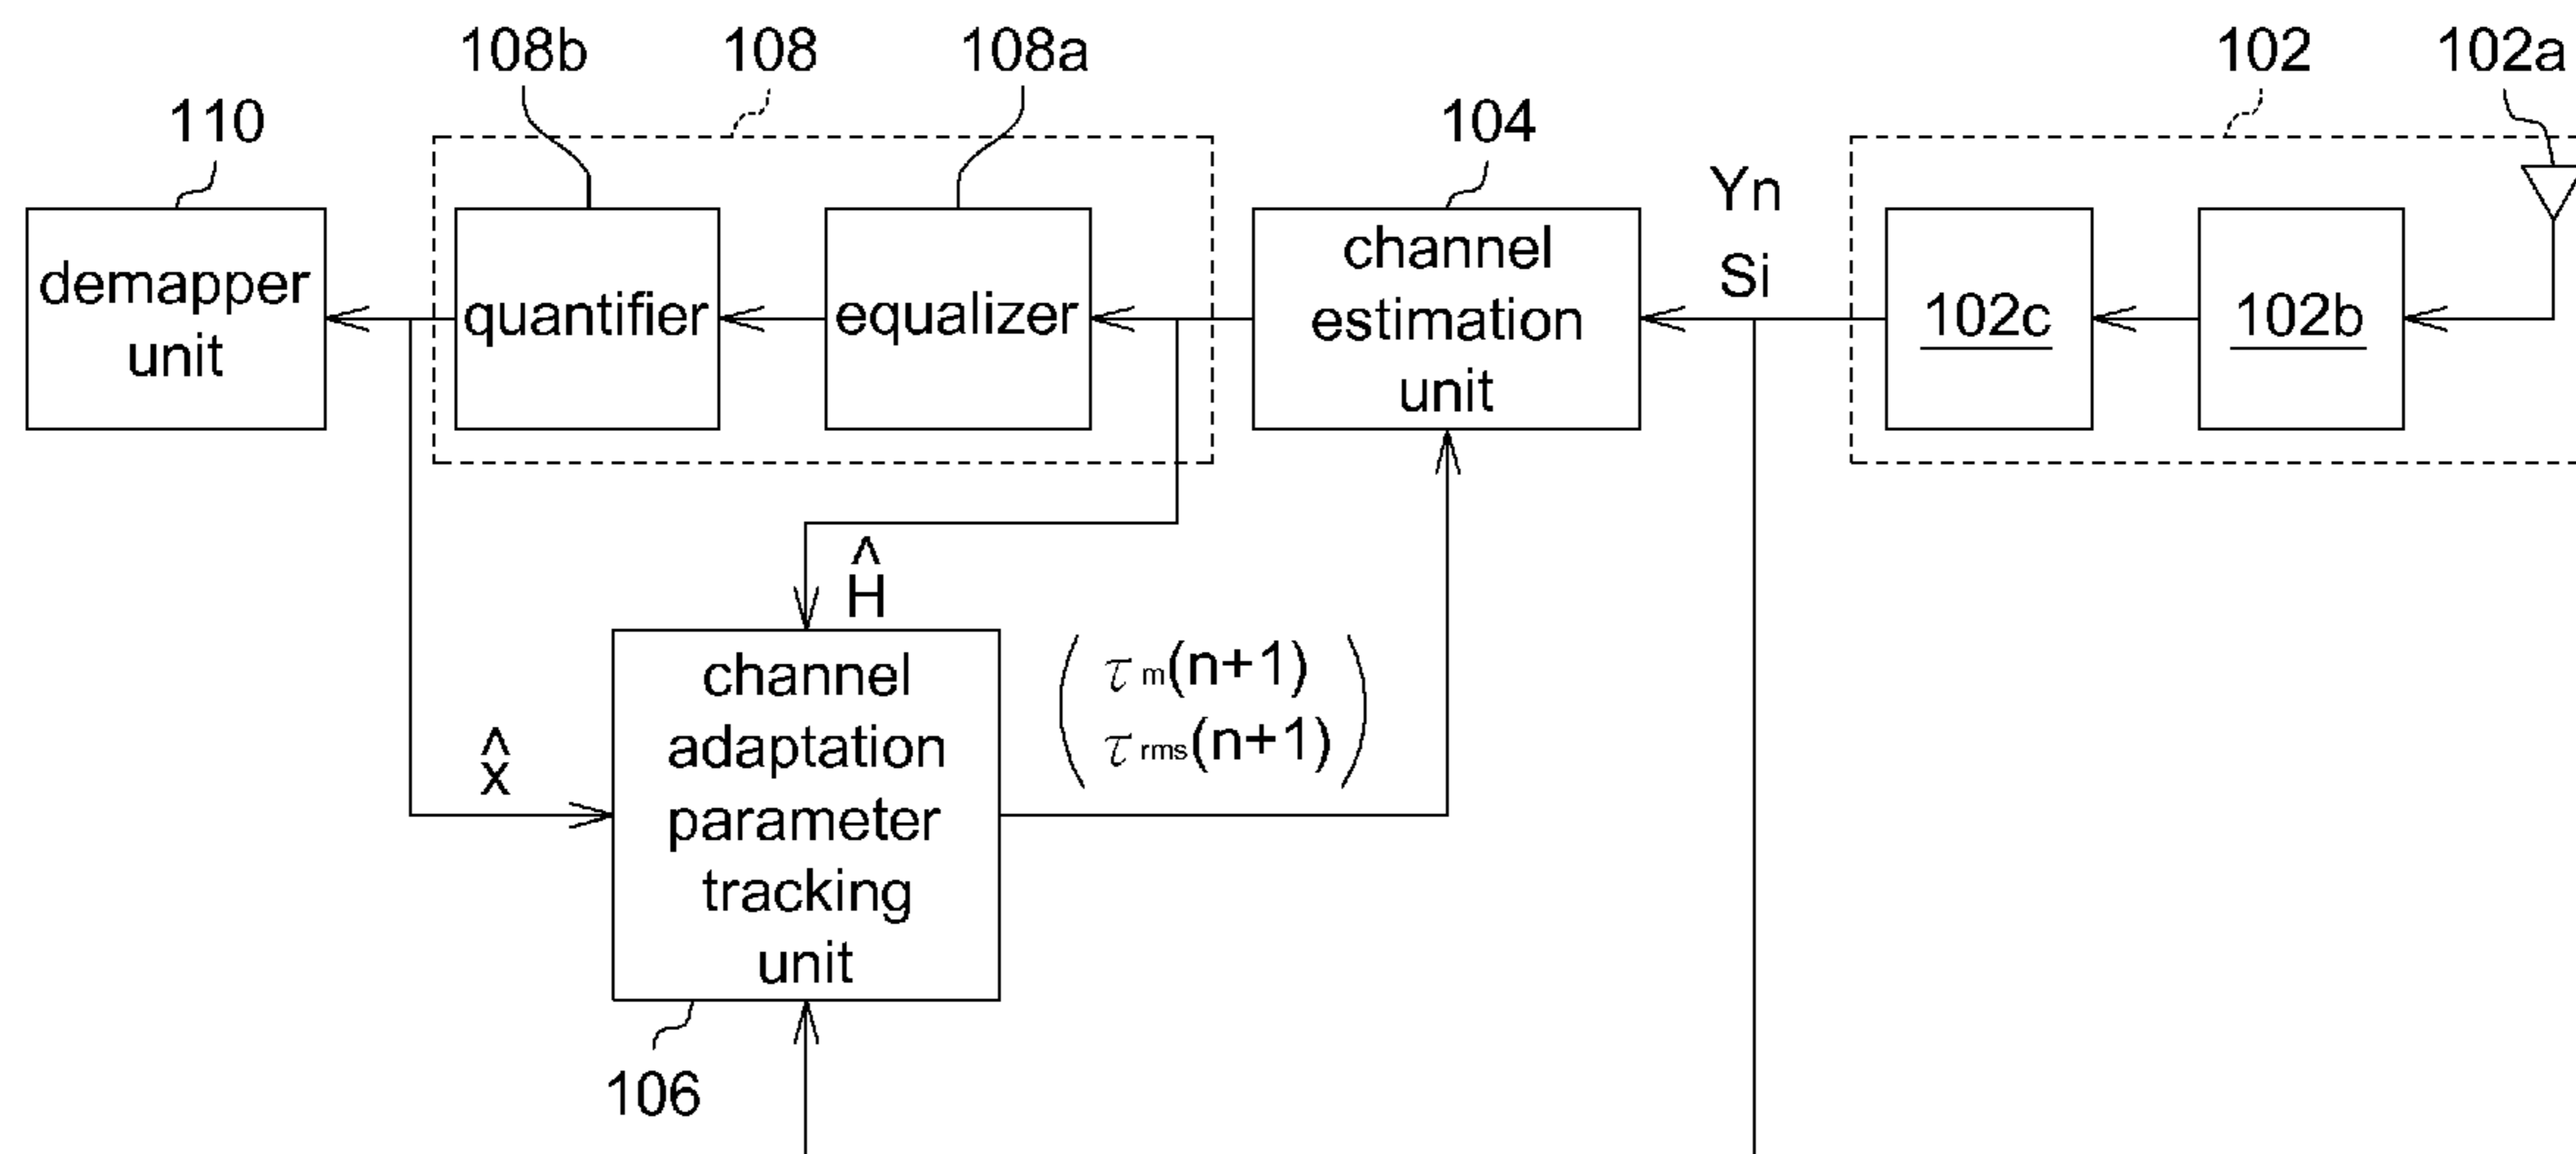 108b
108
108a
102
102a
110
104
demapper
unit
quantifier
equalizer
channel
estimation
unit
Yn
Si
102c
102b
Ĥ
x̂
channel
adaptation
parameter
tracking
unit
τm(n+1)
τrms(n+1)
106